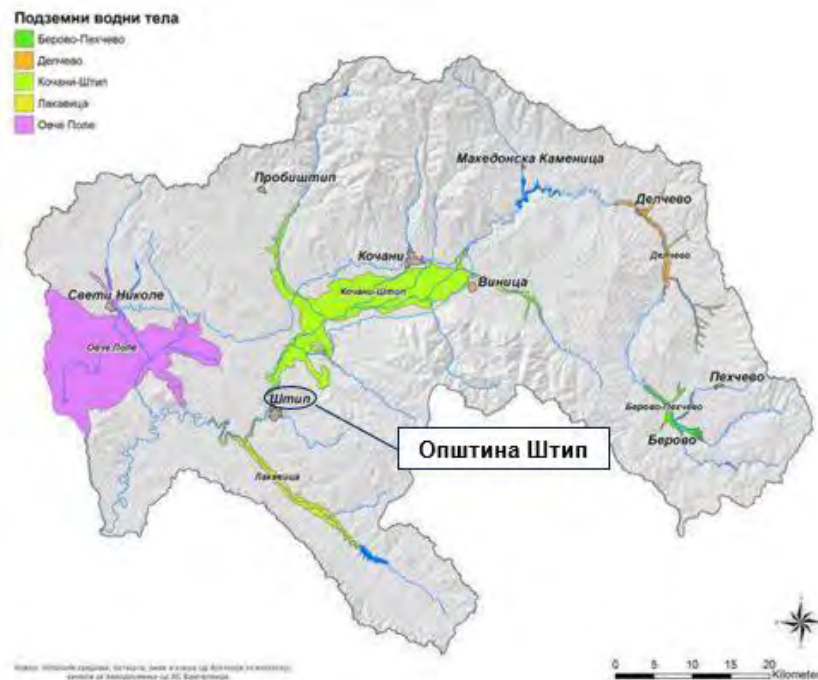 Подземни водни тела
Берово-Пехчево
Делчево
Кочани-Штип
Лакавица
Овче Поле
Македонска Каменица
Пробиштип
Делчево
Кочани
Делчево
Виница
Кочани-Штип
Свети Николе
Овче Поле
Пехчево
Берово-Пехчево
Штип
Берово
Општина Штип
Лакавица
0 5 10 15 20
Kilometer